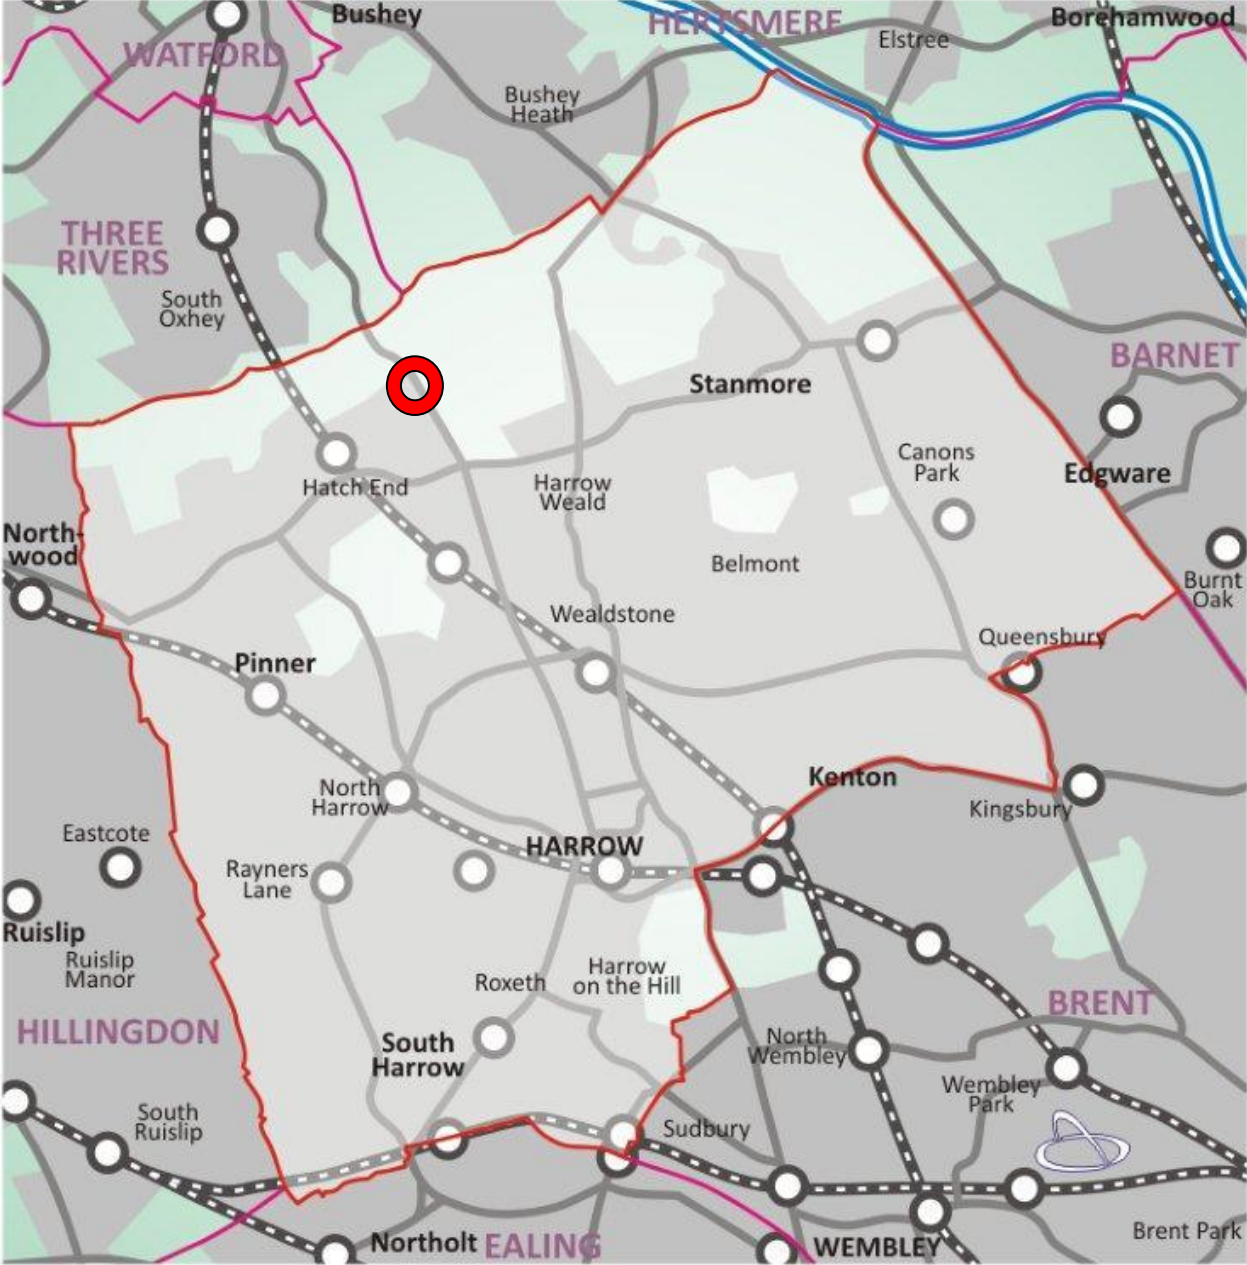 Bushey
HERTSMERE
Borehamwood
Elstree
WATFORD
Bushey
Heath
THREE
RIVERS
South
Oxhey
BARNET
Stanmore
Canons
Park
Edgware
Hatch End
Harrow
Weald
North-
wood
Belmont
Burnt
Oak
Wealdstone
Queensbury
Pinner
North
Harrow
Kenton
Kingsbury
Eastcote
HARROW
Rayners
Lane
Ruislip
Ruislip
Manor
Roxeth
Harrow
on the Hill
BRENT
HILLINGDON
South
Harrow
North
Wembley
Wembley
Park
South
Ruislip
Sudbury
Northolt
EALING
WEMBLEY
Brent Park